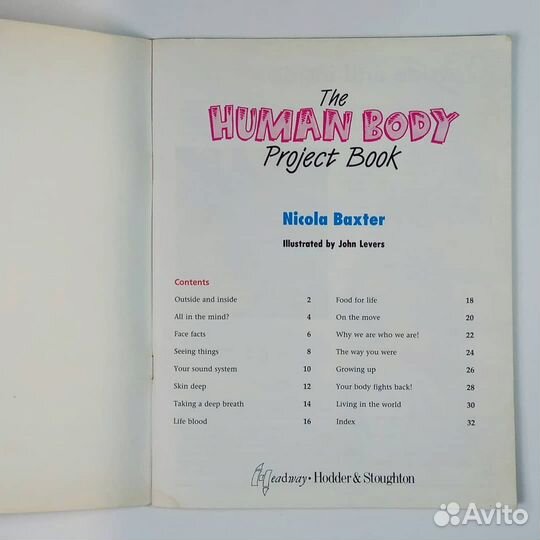 The
HUMAN BODY
Project Book
Nicola Baxter
Illustrated by John Levers
Contents
Outside and inside 2
All in the mind? 4
Face facts 6
Seeing things 8
Your sound system 10
Skin deep 12
Taking a deep breath 14
Life blood 16
Food for life 18
On the move 20
Why we are who we are! 22
The way you were 24
Growing up 26
Your body fights back! 28
Living in the world 30
Index 32
Headway • Hodder & Stoughton
Avito